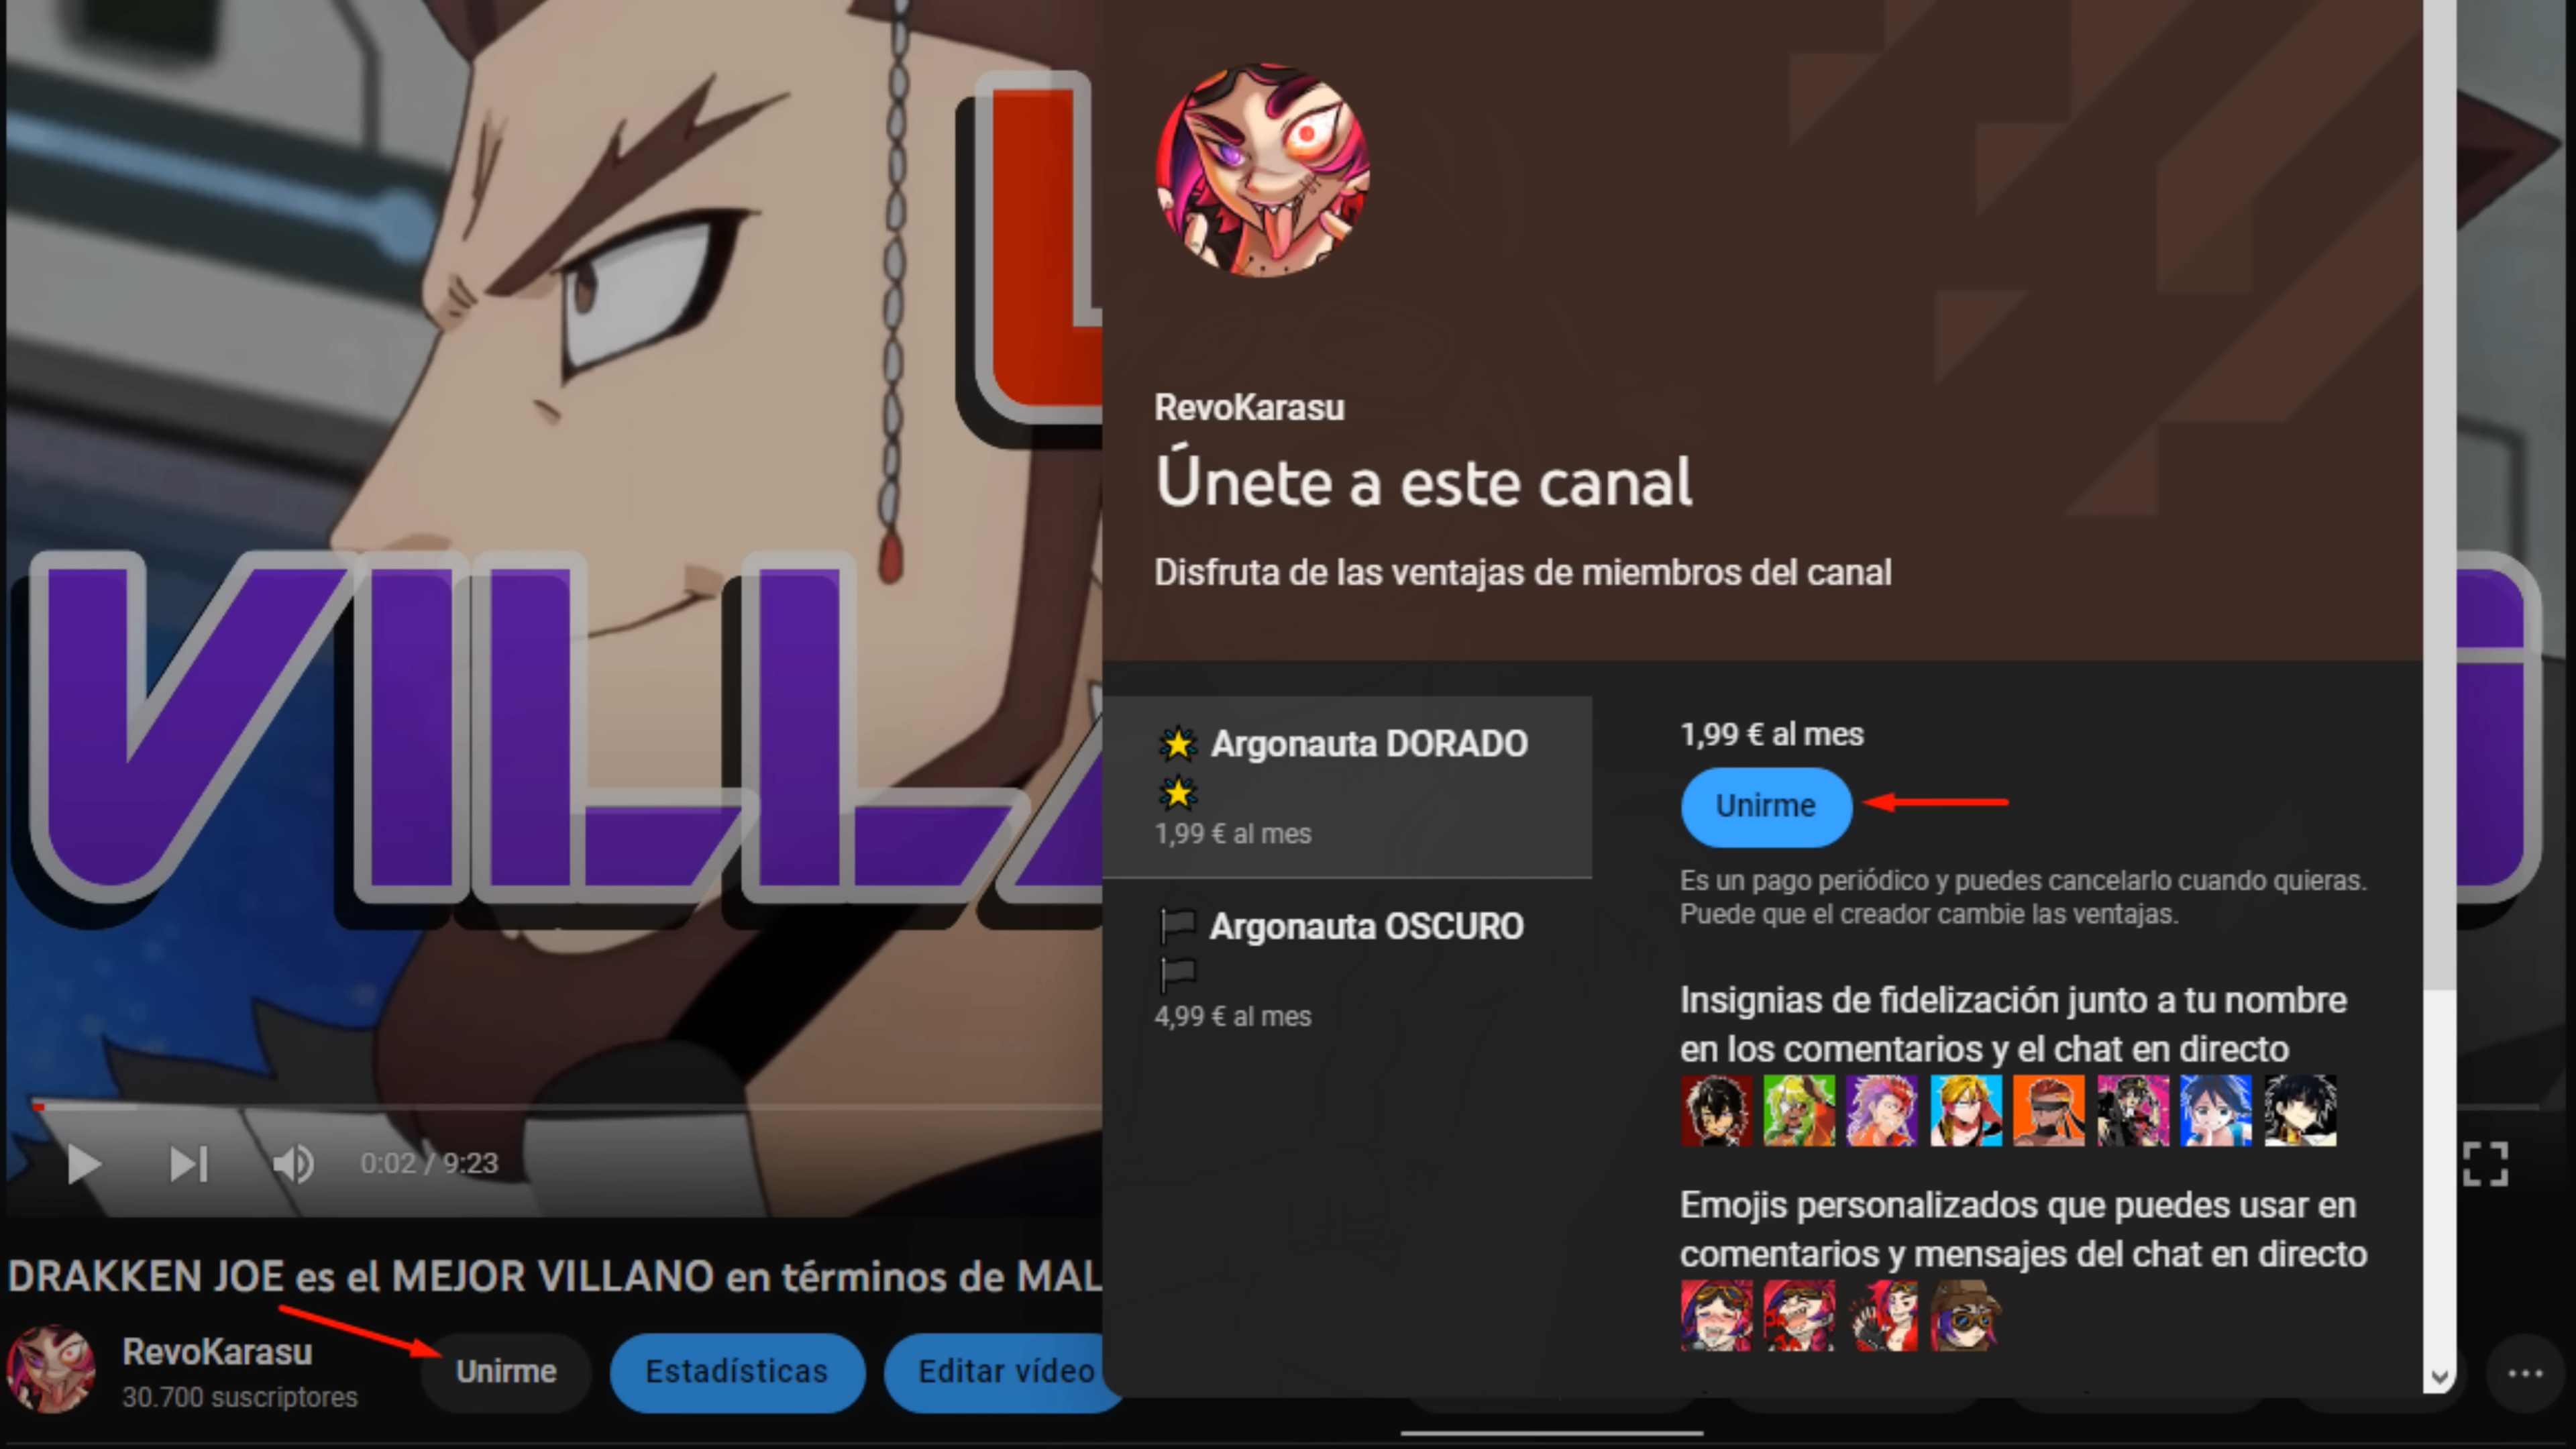 VILLA
L
0:02 / 9:23
DRAKKEN JOE es el MEJOR VILLANO en términos de MAL
RevoKarasu
30.700 suscriptores
Unirme
Estadísticas
Editar vídeo
RevoKarasu
Únete a este canal
Disfruta de las ventajas de miembros del canal
Argonauta DORADO
1,99 € al mes
Argonauta OSCURO
4,99 € al mes
1,99 € al mes
Unirme
Es un pago periódico y puedes cancelarlo cuando quieras.
Puede que el creador cambie las ventajas.
Insignias de fidelización junto a tu nombre
en los comentarios y el chat en directo
Emojis personalizados que puedes usar en
comentarios y mensajes del chat en directo